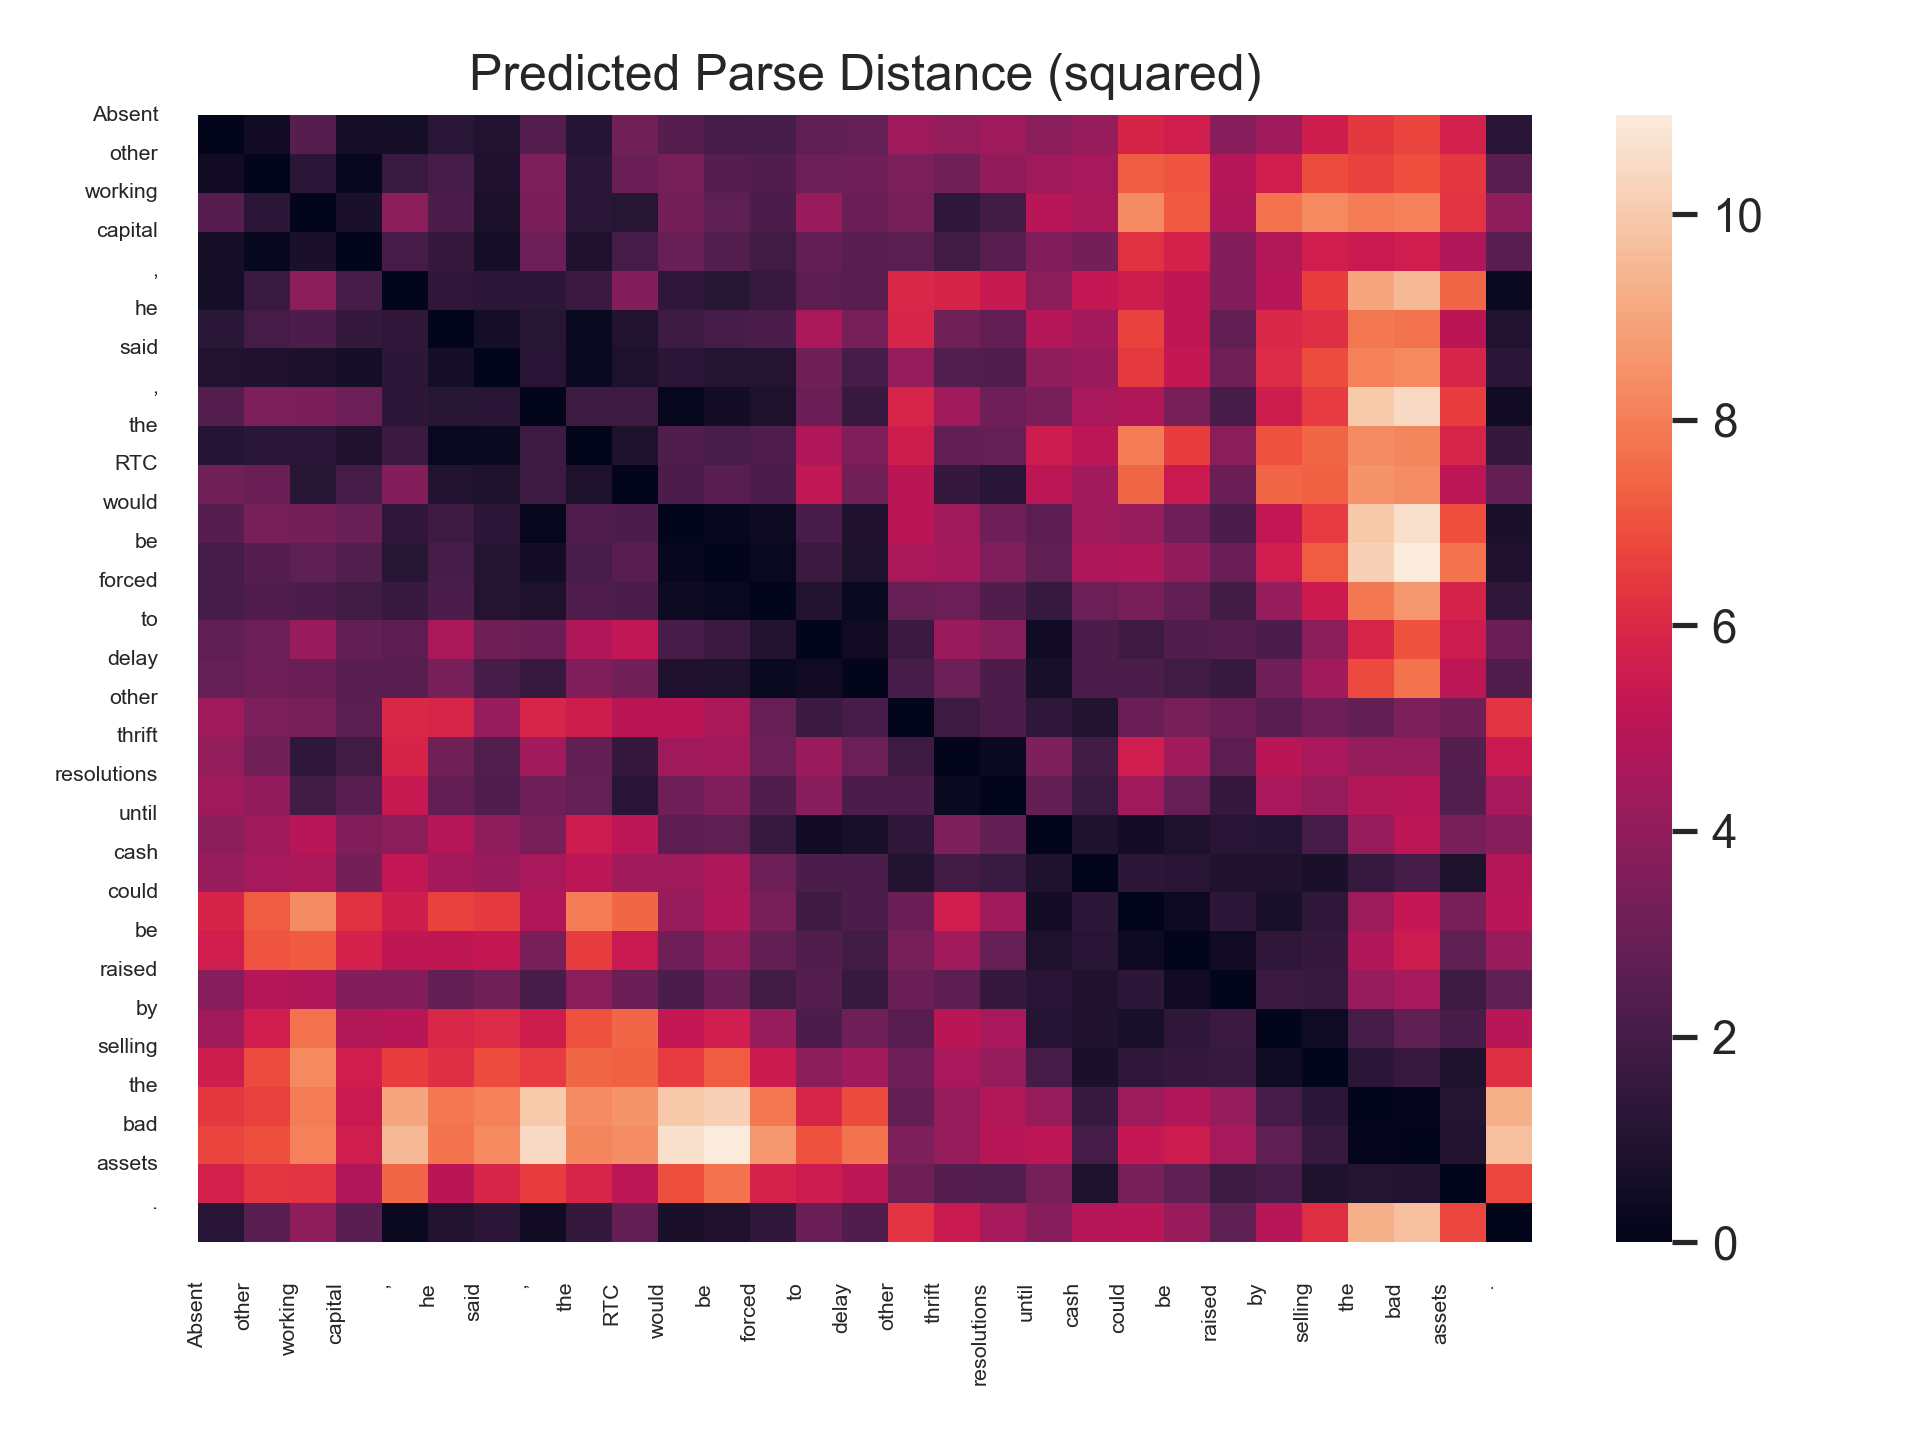 Predicted Parse Distance (squared)
Absent
other
working
capital
,
he
said
,
the
RTC
would
be
forced
to
delay
other
thrift
resolutions
until
cash
could
be
raised
by
selling
the
bad
assets
.
10
8
6
4
2
0
Absent
other
working
capital
,
he
said
,
the
RTC
would
be
forced
to
delay
other
thrift
resolutions
until
cash
could
be
raised
by
selling
the
bad
assets
.